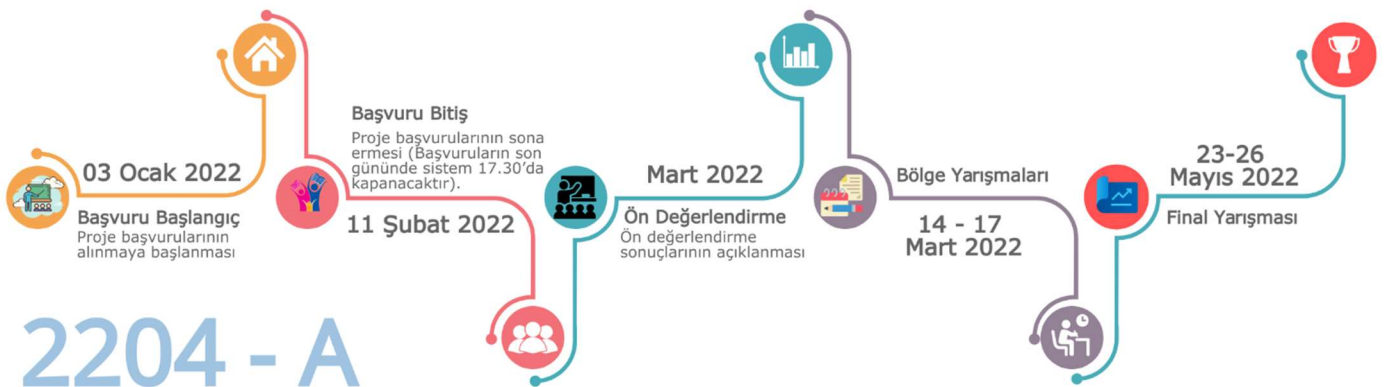 03 Ocak 2022
Başvuru Başlangıç
Proje başvurularının
alınmaya başlanması
Başvuru Bitiş
Proje başvurularının sona
ermesi (Başvuruların son
gününde sistem 17.30'da
kapanacaktır).
11 Şubat 2022
Mart 2022
Ön Değerlendirme
Ön değerlendirme
sonuçlarının açıklanması
Bölge Yarışmaları
14 - 17
Mart 2022
23-26
Mayıs 2022
Final Yarışması
2204 - A